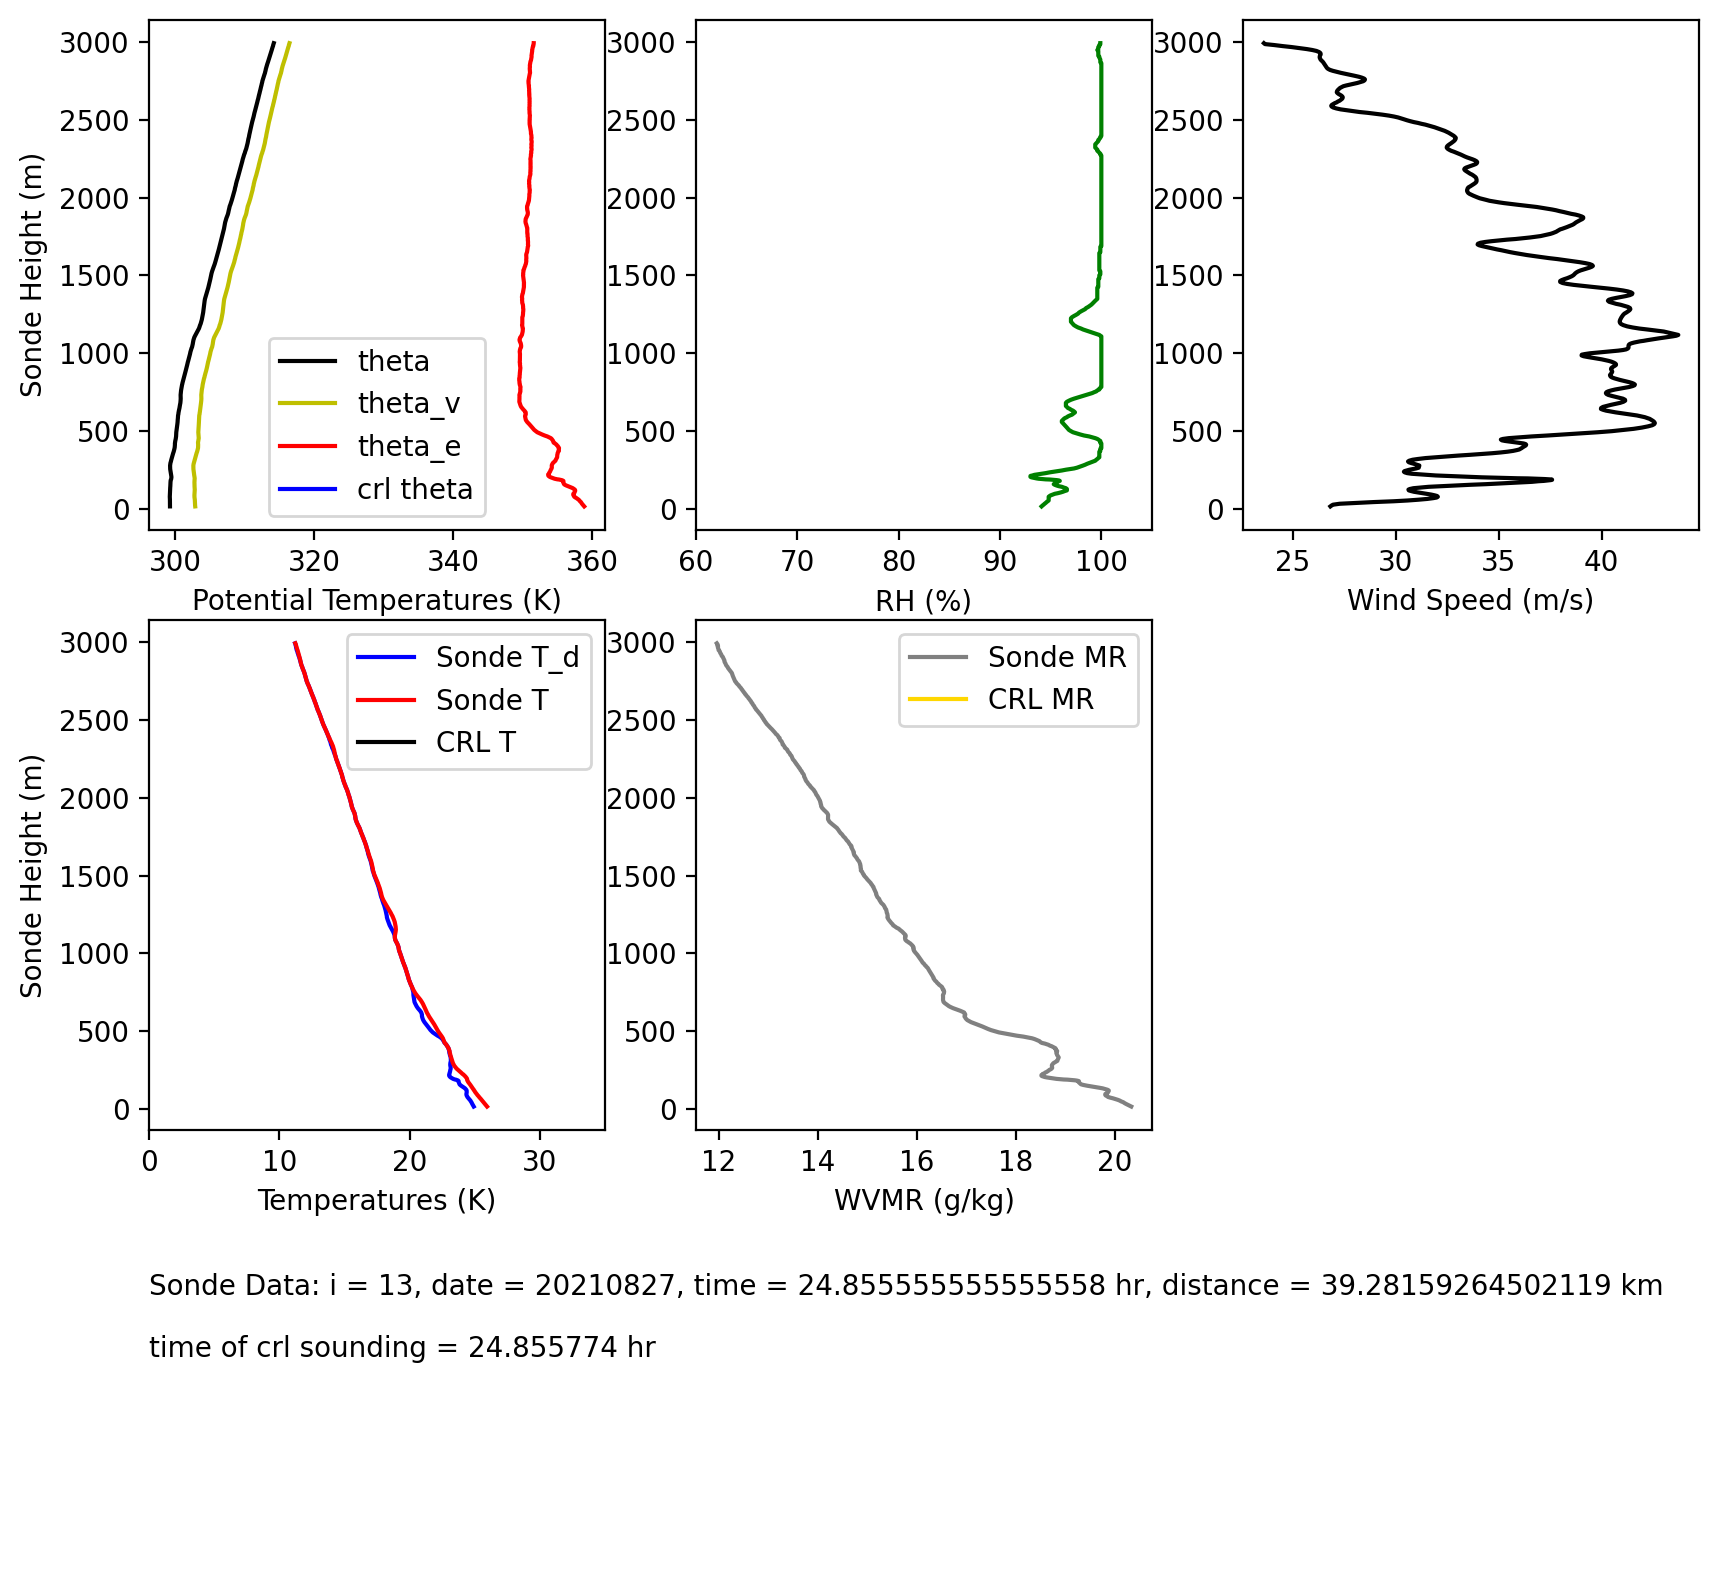 3000
2500
2000
1500
1000
500
0
Sonde Height (m)
theta
theta_v
theta_e
crl theta
300 320 340 360
Potential Temperatures (K)
3000
2500
2000
1500
1000
500
0
60 70 80 90 100
RH (%)
3000
2500
2000
1500
1000
500
0
25 30 35 40
Wind Speed (m/s)
3000
2500
2000
1500
1000
500
0
Sonde Height (m)
Sonde T_d
Sonde T
CRL T
0 10 20 30
Temperatures (K)
3000
2500
2000
1500
1000
500
0
Sonde MR
CRL MR
12 14 16 18 20
WVMR (g/kg)
Sonde Data: i = 13, date = 20210827, time = 24.855555555555558 hr, distance = 39.28159264502119 km
time of crl sounding = 24.855774 hr